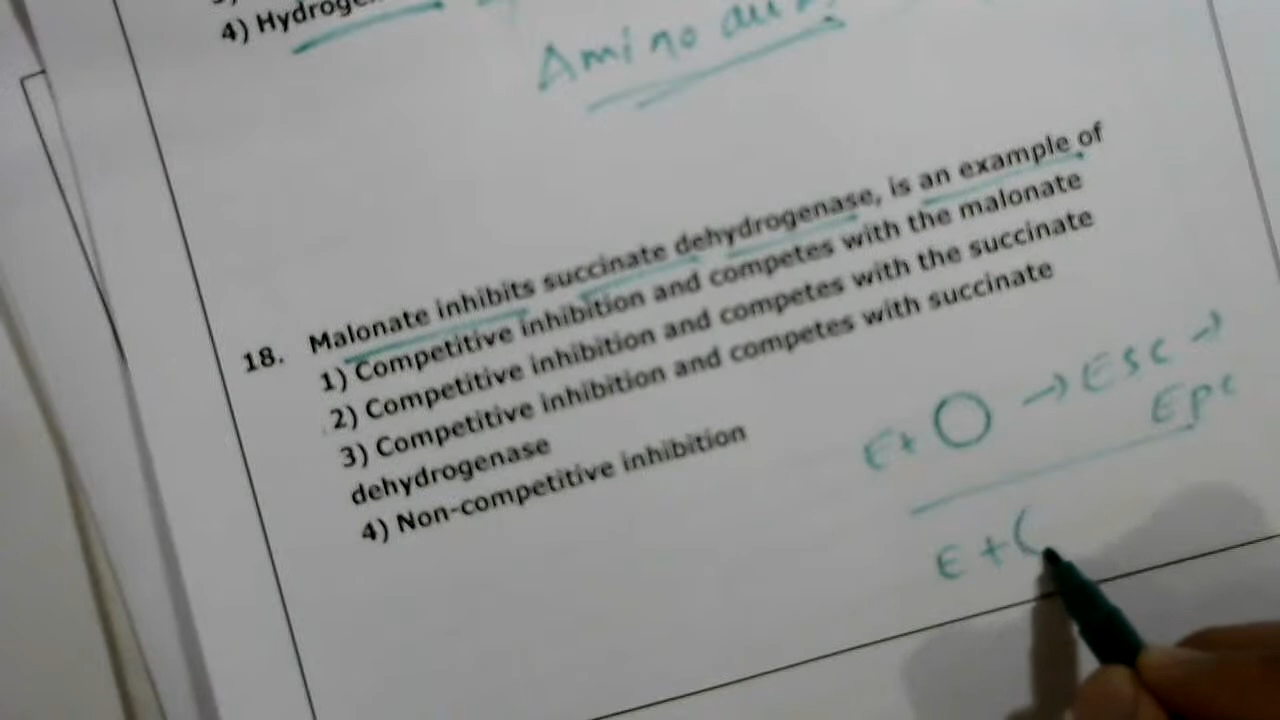 4) Hydroge
Amino
18. Malonate inhibits succinate dehydrogenase, is an example of
1) Competitive inhibition and competes with the malonate
2) Competitive inhibition and competes with the succinate
3) Competitive inhibition and competes with succinate
dehydrogenase
4) Non-competitive inhibition
E+ O → ESC →
EPC
E + (